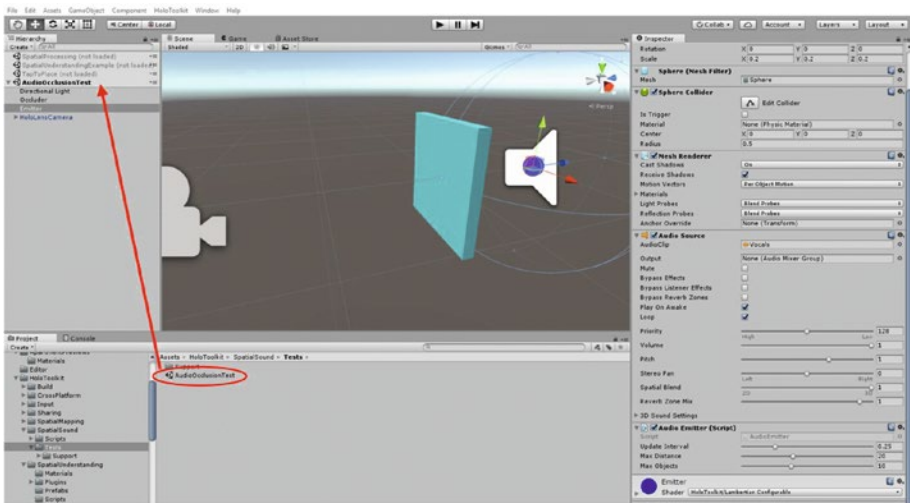 File Edit Assets GameObject Component HoloToolkit Window Help
Center Local
Collab Account Layers Layout
Hierarchy
Create
SpatialProcessing (not loaded)
SpatialUnderstandingExample (not loaded)
TapToPlace (not loaded)
AudioOcclusionTest
Directional Light
Occluder
Emitter
HoloLensCamera
Scene Game Asset Store
Shaded 2D Gizmos
Persp
Project Console
Create
Materials
Editor
HoloToolkit
Build
CrossPlatform
Input
Sharing
SpatialMapping
SpatialSound
Scripts
Tests
Support
SpatialUnderstanding
Materials
Plugins
Prefabs
Scripts
Assets HoloToolkit SpatialSound Tests
Support
AudioOcclusionTest
Inspector
Rotation X 0 Y 0 Z 0
Scale X 0.2 Y 0.2 Z 0.2
Sphere (Mesh Filter)
Mesh Sphere
Sphere Collider
Edit Collider
Is Trigger
Material None (Physic Material)
Center X 0 Y 0 Z 0
Radius 0.5
Mesh Renderer
Cast Shadows On
Receive Shadows
Motion Vectors Per Object Motion
Materials
Light Probes Blend Probes
Reflection Probes Blend Probes
Anchor Override None (Transform)
Audio Source
AudioClip Vocals
Output None (Audio Mixer Group)
Mute
Bypass Effects
Bypass Listener Effects
Bypass Reverb Zones
Play On Awake
Loop
Priority 128
High Low
Volume 1
Pitch 1
Stereo Pan 0
Left Right
Spatial Blend 1
2D 3D
Reverb Zone Mix 1
3D Sound Settings
Audio Emitter (Script)
Script AudioEmitter
Update Interval 0.25
Max Distance 20
Max Objects 10
Emitter
Shader HoloToolkit/Lambertian Configurable